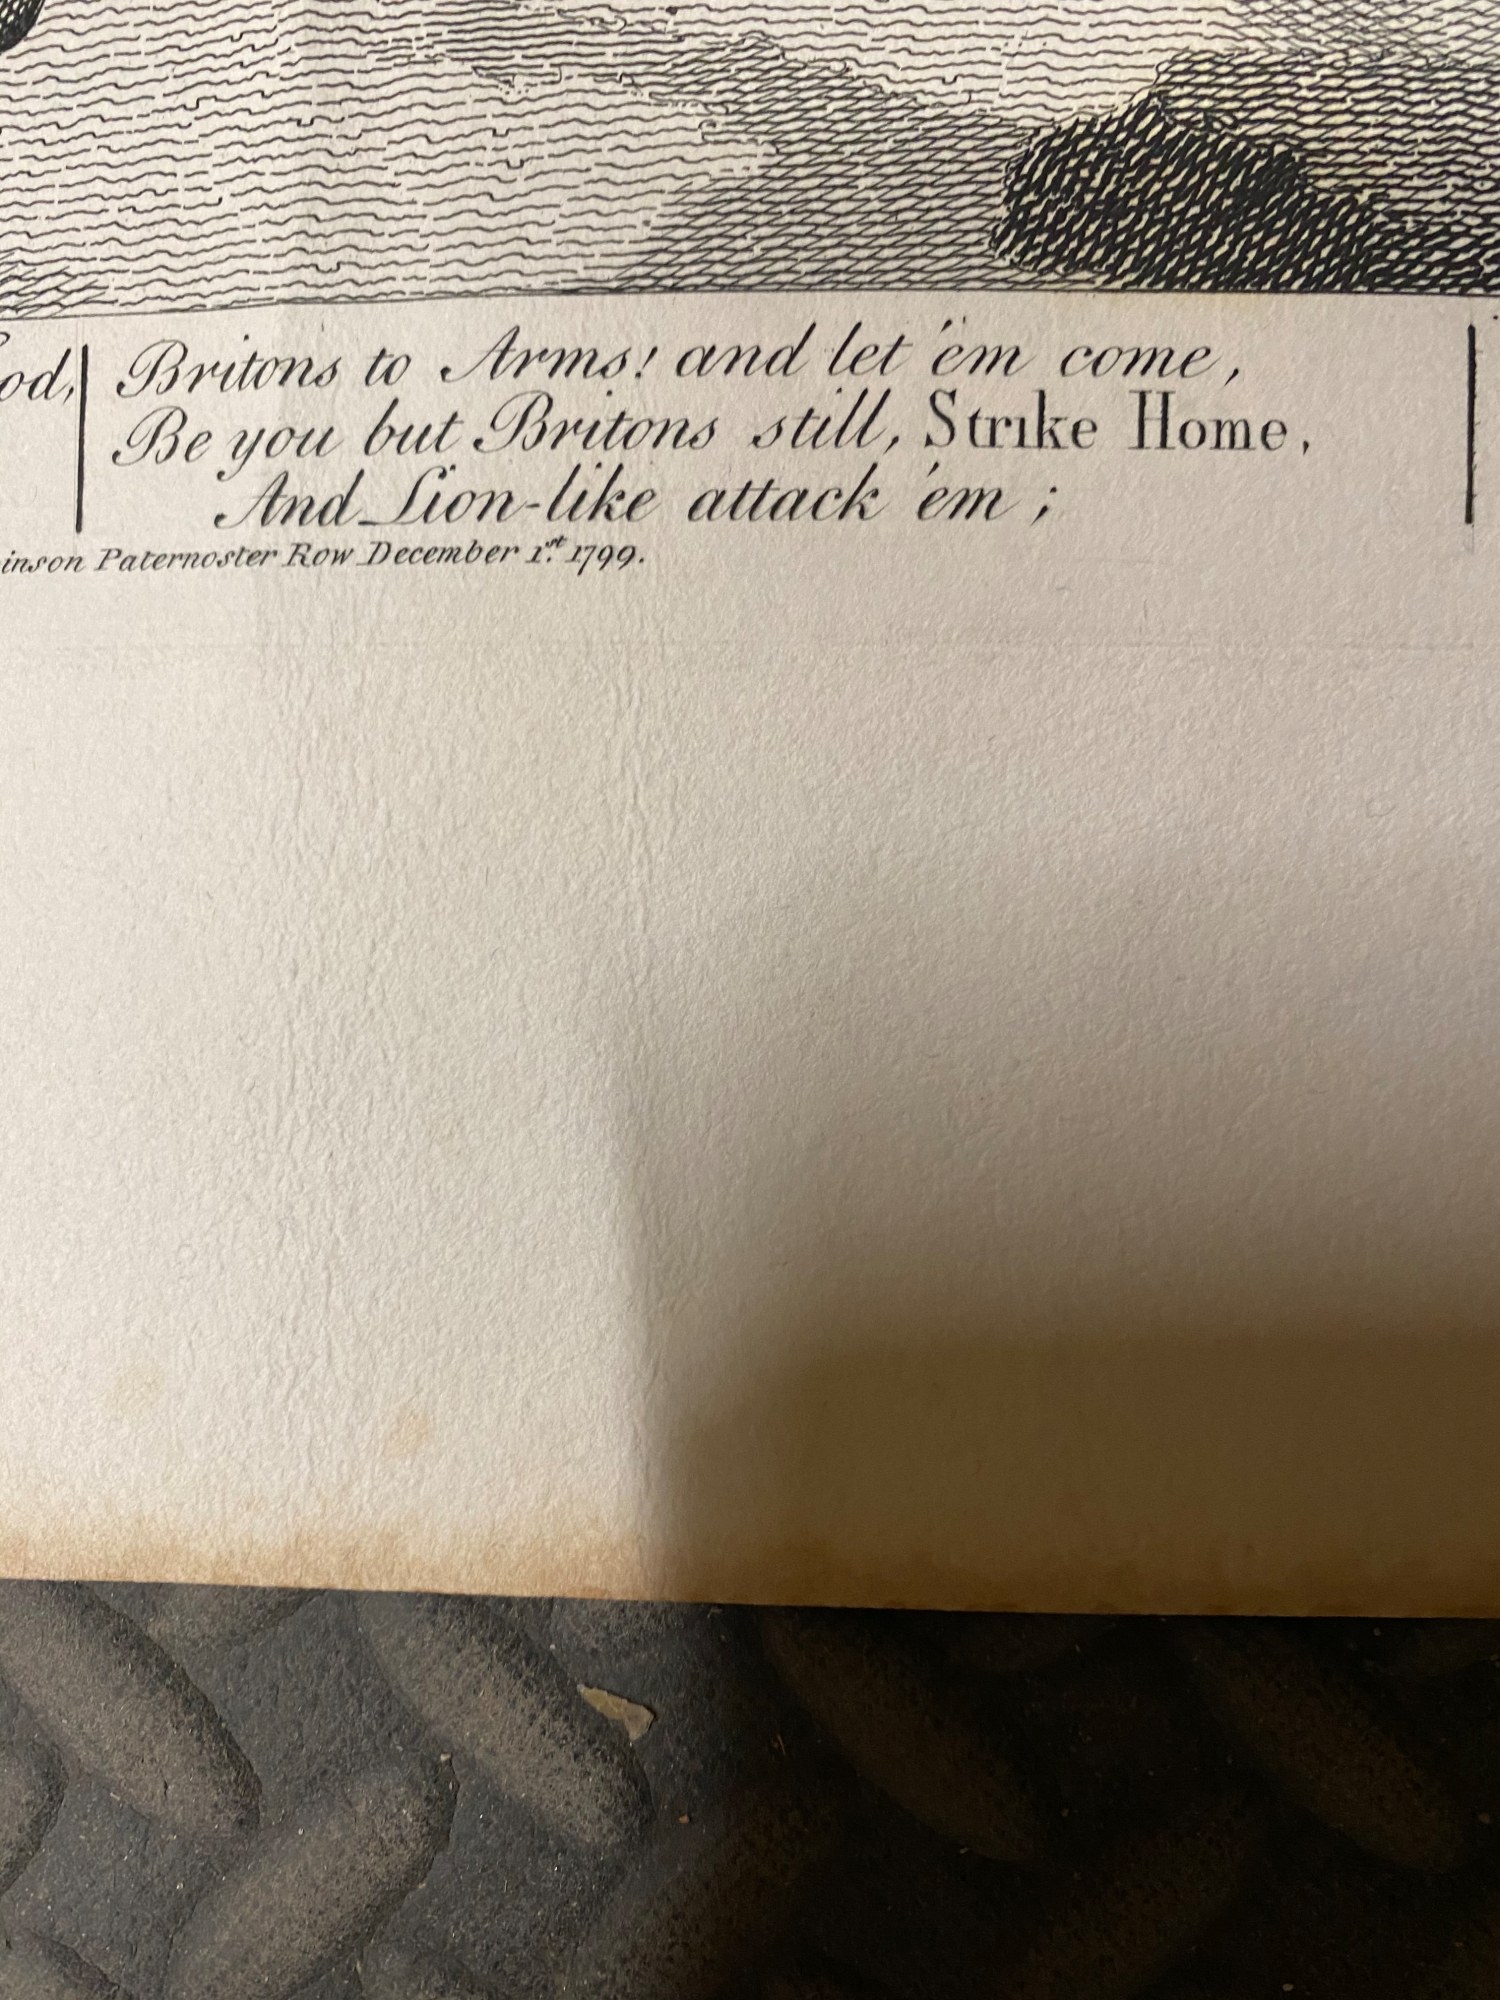 od,
Britons to Arms! and let 'em come,
Be you but Britons still, Strike Home,
And Lion-like attack 'em ;
inson Paternoster Row December 1st. 1799.